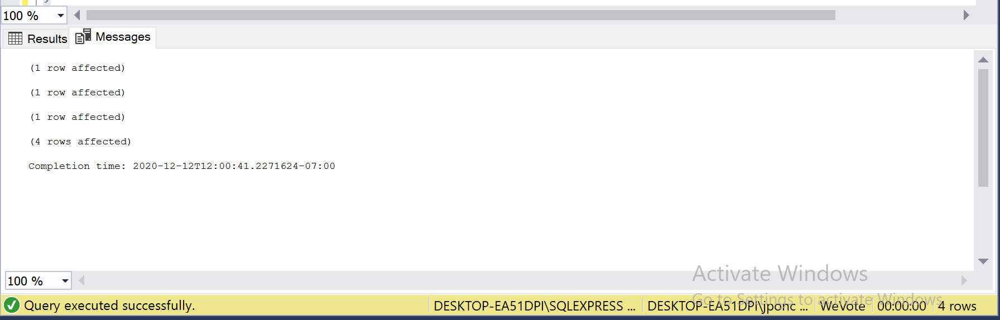 100 %
Results Messages
(1 row affected)
(1 row affected)
(1 row affected)
(4 rows affected)
Completion time: 2020-12-12T12:00:41.2271624-07:00
Activate Windows
100 %
Go to Settings to activate Windows.
Query executed successfully. DESKTOP-EA51DPI\SQLEXPRESS ... DESKTOP-EA51DPI\jponc ... WeVote 00:00:00 4 rows